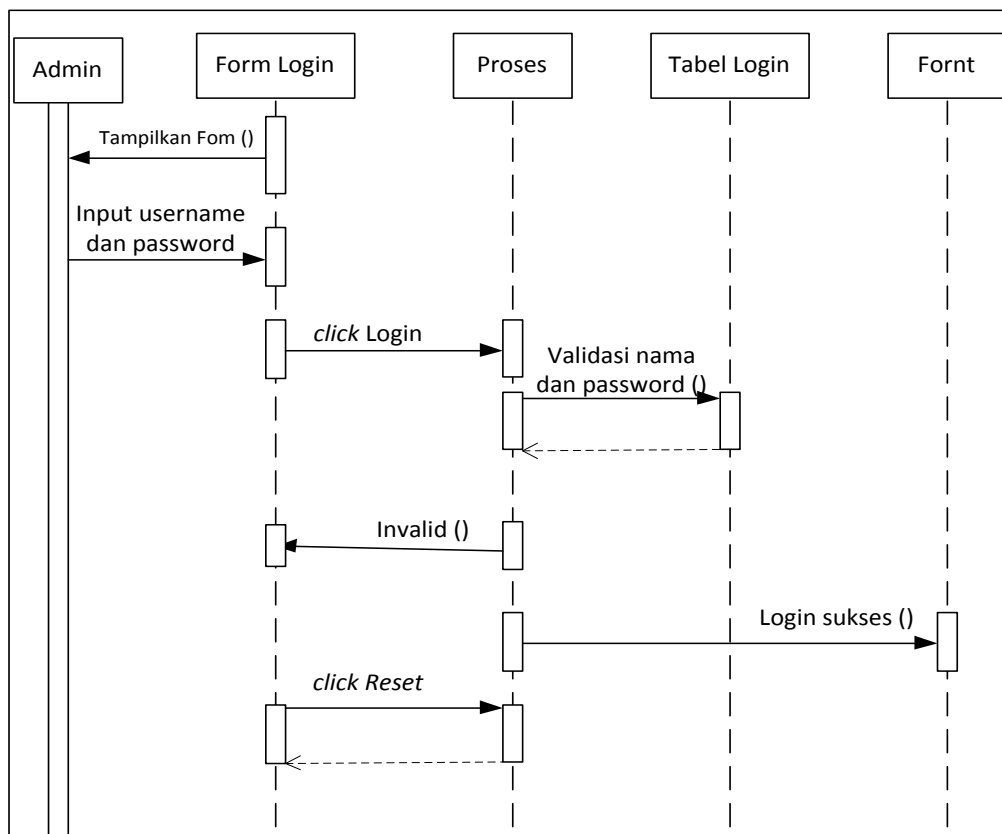 Admin
Form Login
Proses
Tabel Login
Fornt
Tampilkan Fom ()
Input username
dan password
click Login
Validasi nama
dan password ()
Invalid ()
Login sukses ()
click Reset